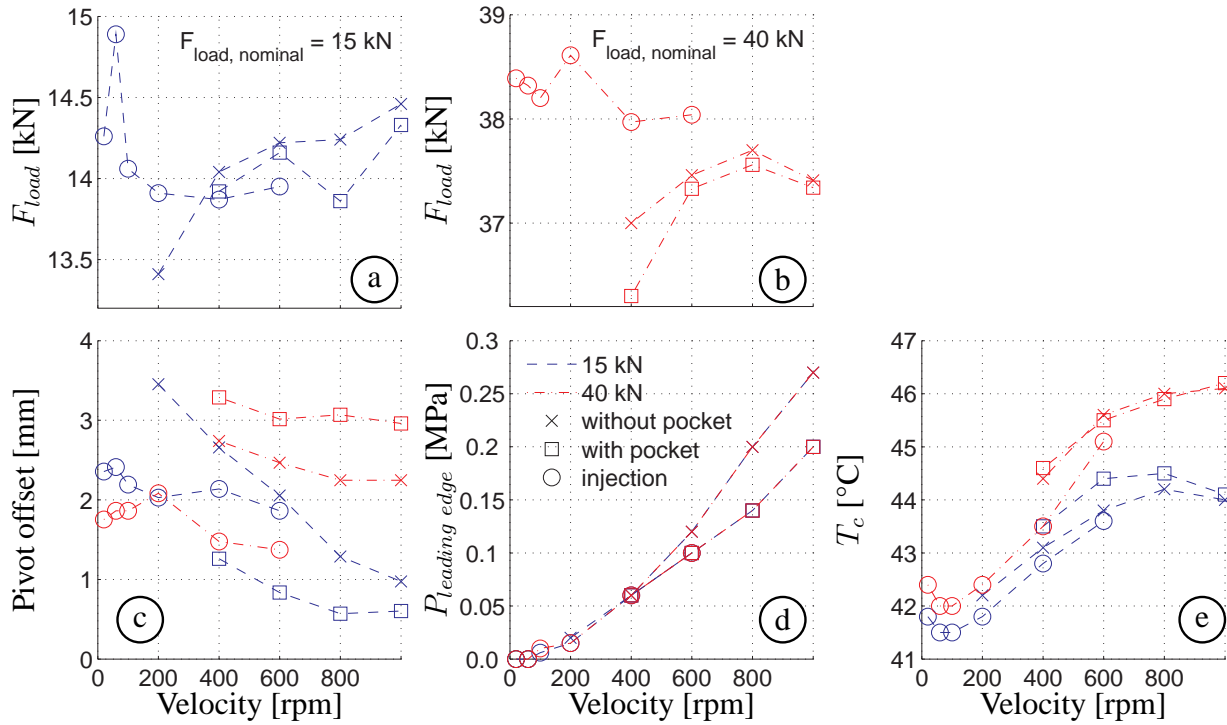 15
14.5
14
13.5
F_load [kN]
F_load, nominal = 15 kN
a
39
38
37
F_load [kN]
F_load, nominal = 40 kN
b
4
3
2
1
0
Pivot offset [mm]
c
0 200 400 600 800
Velocity [rpm]
0.3
0.25
0.20
0.15
0.10
0.05
0.0
P_leading edge [MPa]
15 kN
40 kN
without pocket
with pocket
injection
d
0 200 400 600 800
Velocity [rpm]
47
46
45
44
43
42
41
T_c [°C]
e
0 200 400 600 800 1000
Velocity [rpm]